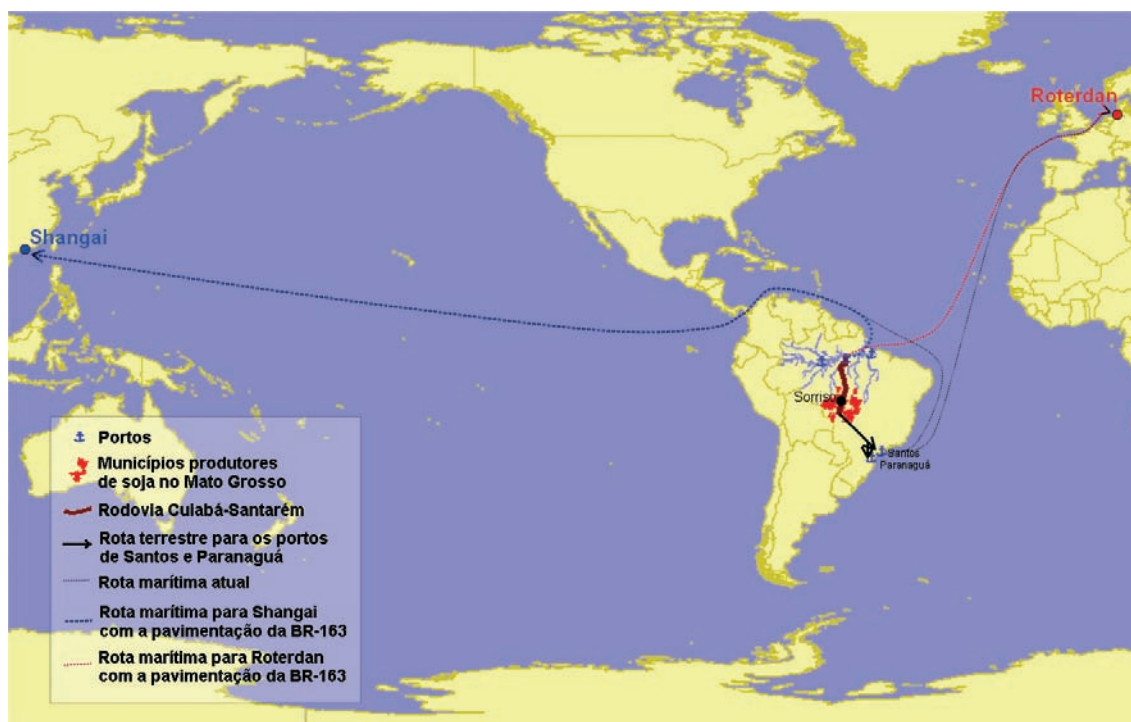 Roterdan
Shangai
Sorriso
Santos
Paranaguá
Portos
Municípios produtores
de soja no Mato Grosso
Rodovia Cuiabá-Santarém
Rota terrestre para os portos
de Santos e Paranaguá
Rota marítima atual
Rota marítima para Shangai
com a pavimentação da BR-163
Rota marítima para Roterdan
com a pavimentação da BR-163